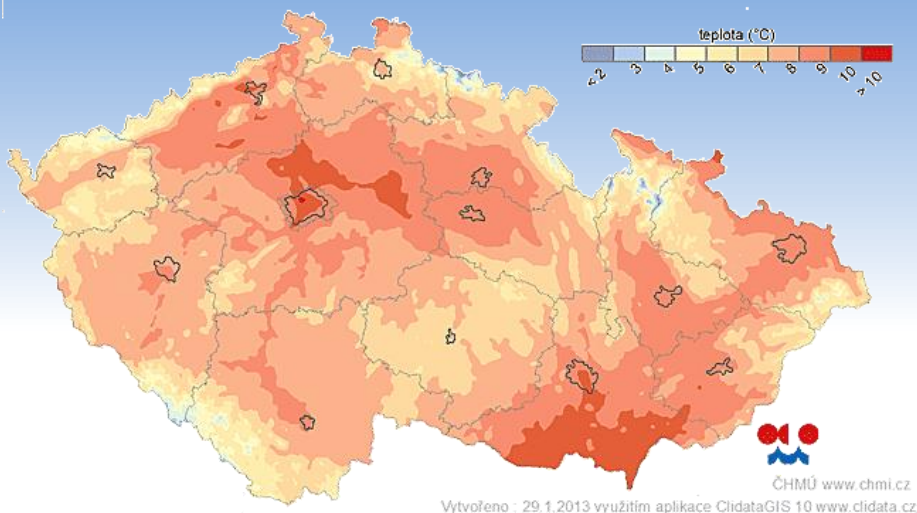 teplota (°C)
< 2 3 4 5 6 7 8 9 10 > 10
ČHMÚ www.chmi.cz
Vytvořeno : 29.1.2013 využitím aplikace ClidataGIS 10 www.clidata.cz